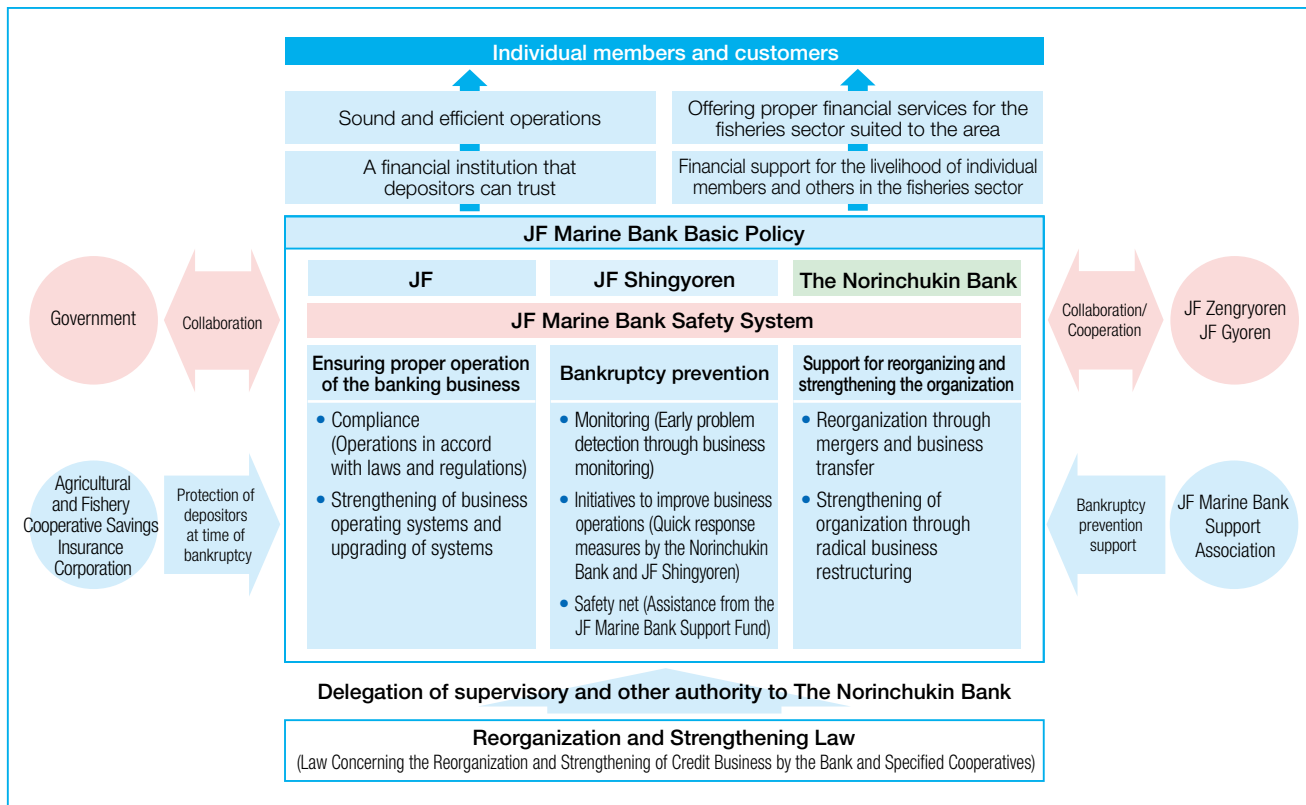 Individual members and customers
Sound and efficient operations
Offering proper financial services for the
fisheries sector suited to the area
A financial institution that
depositors can trust
Financial support for the livelihood of individual
members and others in the fisheries sector
JF Marine Bank Basic Policy
JF
JF Shingyoren
The Norinchukin Bank
JF Marine Bank Safety System
Government
Collaboration
Collaboration/
Cooperation
JF Zengryoren
JF Gyoren
Ensuring proper operation
of the banking business
• Compliance
(Operations in accord
with laws and regulations)
• Strengthening of business
operating systems and
upgrading of systems
Bankruptcy prevention
• Monitoring (Early problem
detection through business
monitoring)
• Initiatives to improve business
operations (Quick response
measures by the Norinchukin
Bank and JF Shingyoren)
• Safety net (Assistance from the
JF Marine Bank Support Fund)
Support for reorganizing and
strengthening the organization
• Reorganization through
mergers and business
transfer
• Strengthening of
organization through
radical business
restructuring
Agricultural
and Fishery
Cooperative Savings
Insurance
Corporation
Protection of
depositors
at time of
bankruptcy
Bankruptcy
prevention
support
JF Marine Bank
Support
Association
Delegation of supervisory and other authority to The Norinchukin Bank
Reorganization and Strengthening Law
(Law Concerning the Reorganization and Strengthening of Credit Business by the Bank and Specified Cooperatives)